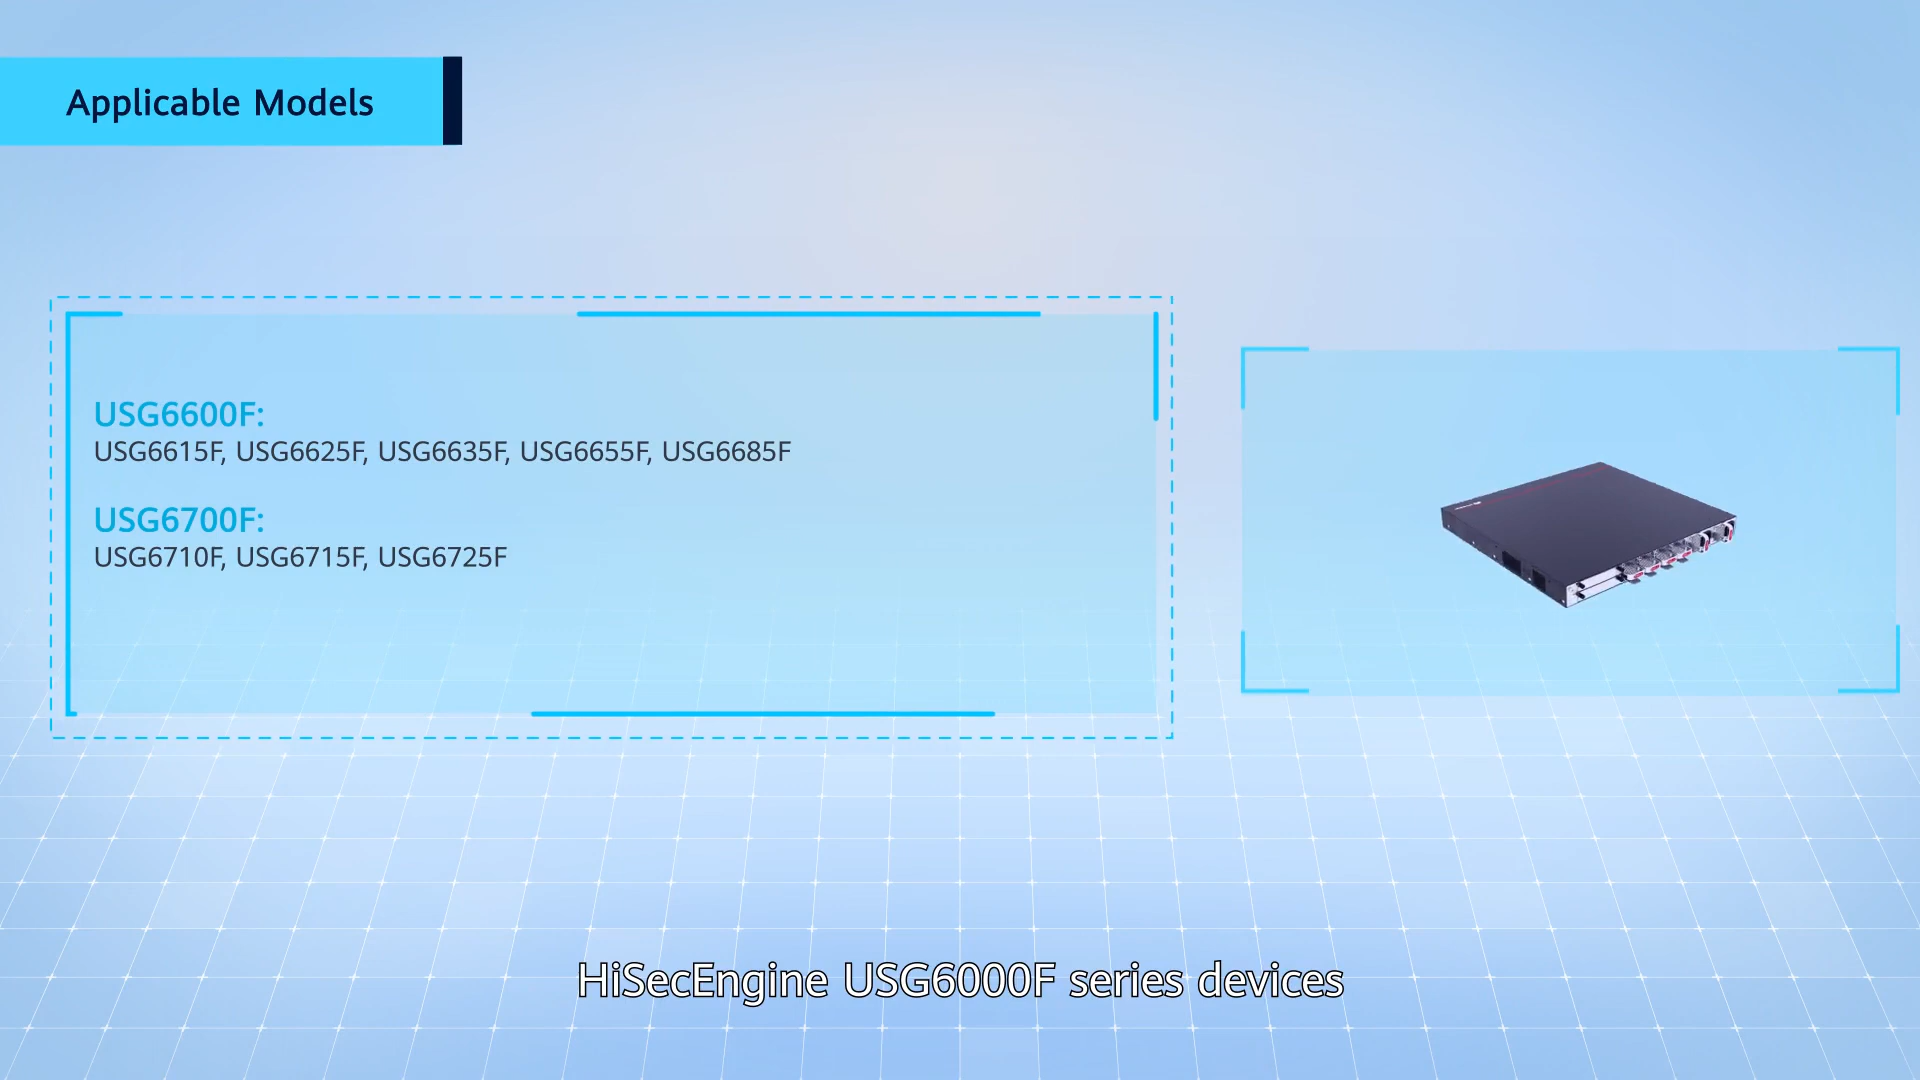 Applicable Models
USG6600F:
USG6615F, USG6625F, USG6635F, USG6655F, USG6685F
USG6700F:
USG6710F, USG6715F, USG6725F
HiSecEngine USG6000F series devices